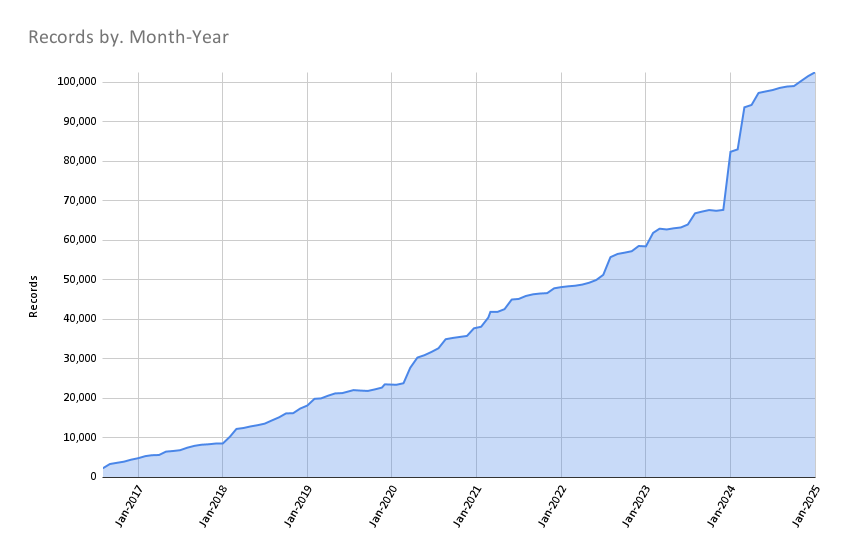 Records by. Month-Year
100,000
90,000
80,000
70,000
60,000
50,000
40,000
30,000
20,000
10,000
0
Records
Jan-2017
Jan-2018
Jan-2019
Jan-2020
Jan-2021
Jan-2022
Jan-2023
Jan-2024
Jan-2025